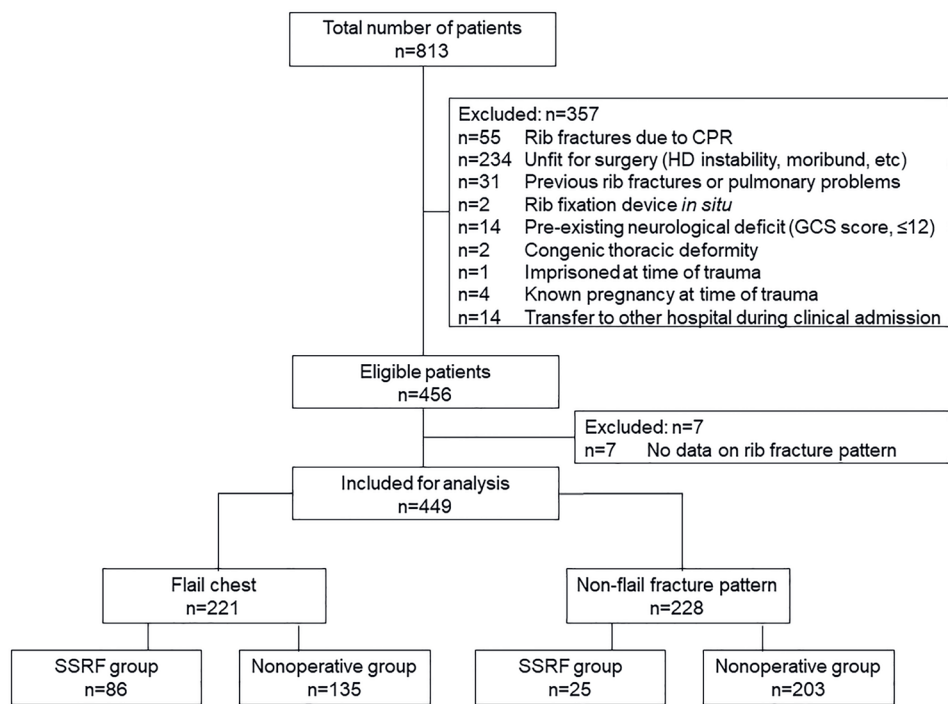 Total number of patients
n=813
Excluded: n=357
n=55 Rib fractures due to CPR
n=234 Unfit for surgery (HD instability, moribund, etc)
n=31 Previous rib fractures or pulmonary problems
n=2 Rib fixation device in situ
n=14 Pre-existing neurological deficit (GCS score, ≤12)
n=2 Congenic thoracic deformity
n=1 Imprisoned at time of trauma
n=4 Known pregnancy at time of trauma
n=14 Transfer to other hospital during clinical admission
Eligible patients
n=456
Excluded: n=7
n=7 No data on rib fracture pattern
Included for analysis
n=449
Flail chest
n=221
Non-flail fracture pattern
n=228
SSRF group
n=86
Nonoperative group
n=135
SSRF group
n=25
Nonoperative group
n=203